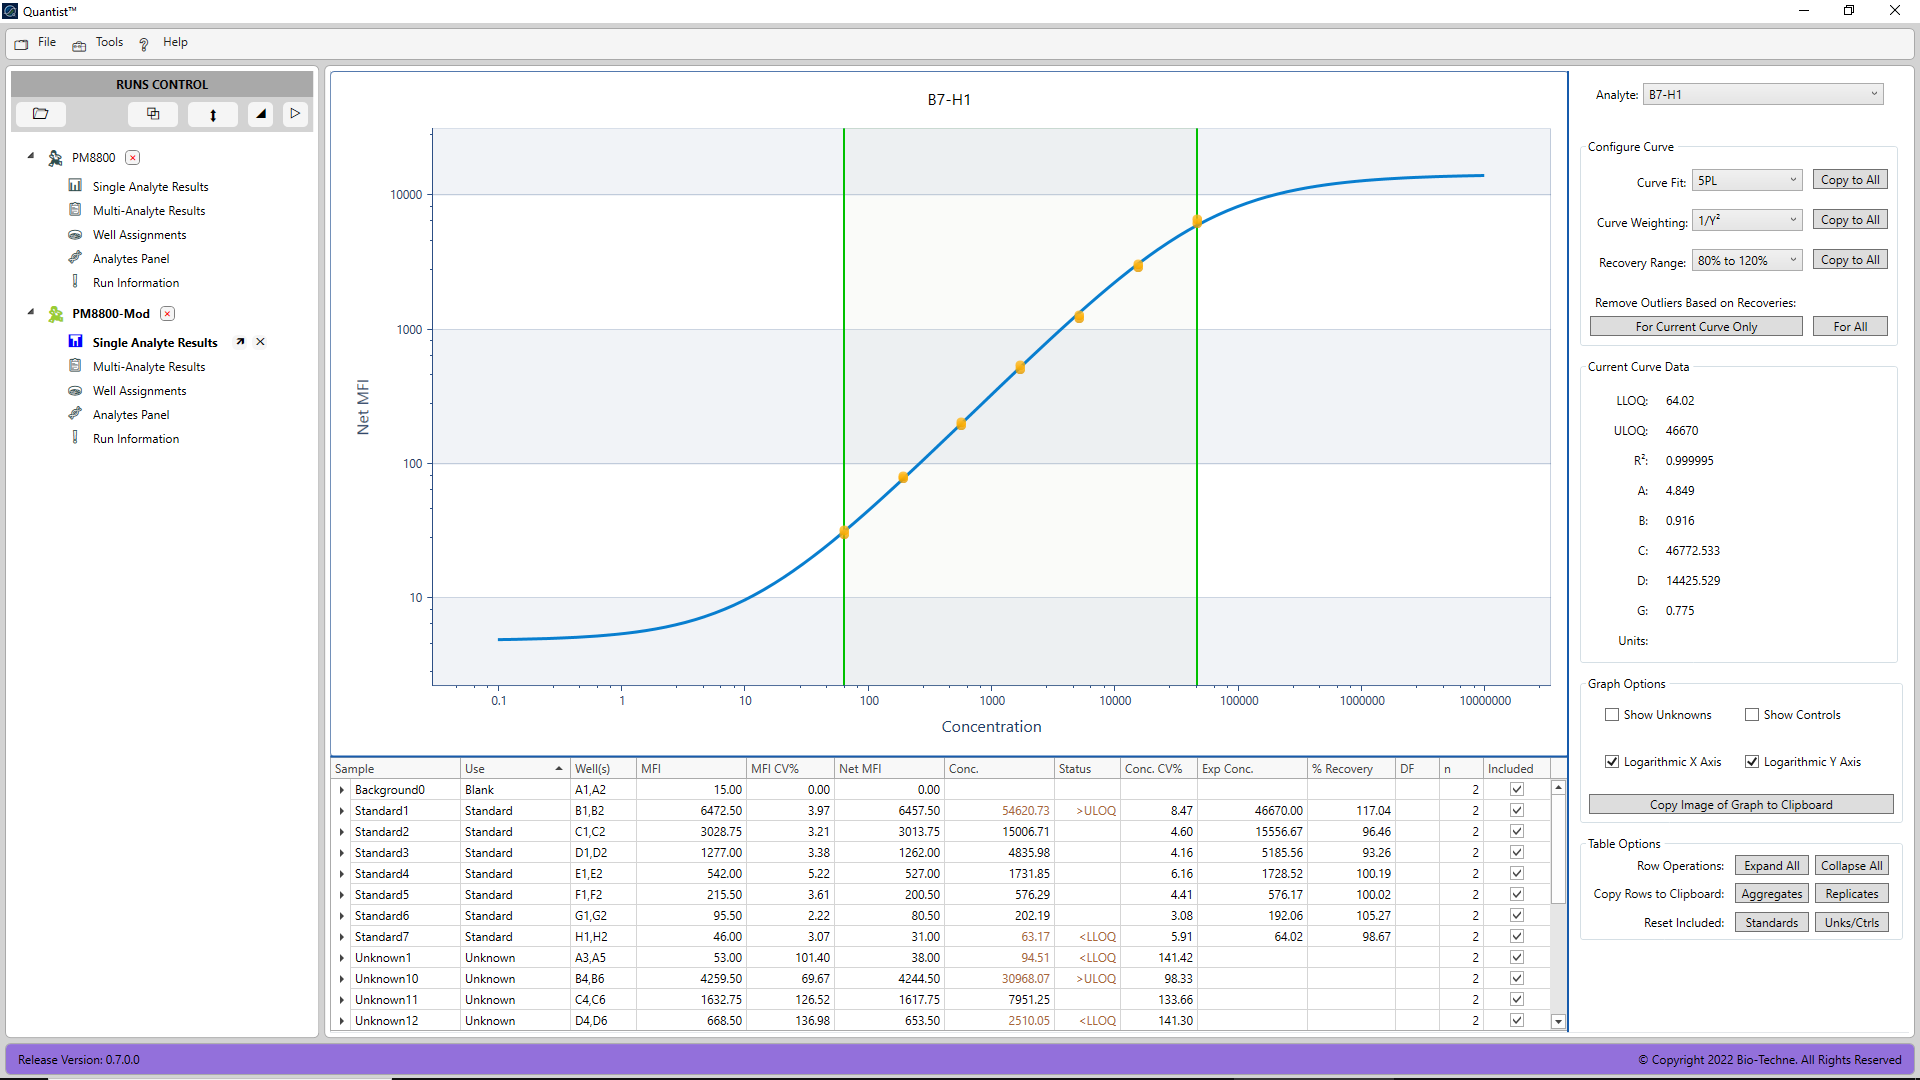 Quantist™
File Tools Help
RUNS CONTROL
PM8800
Single Analyte Results
Multi-Analyte Results
Well Assignments
Analytes Panel
Run Information
PM8800-Mod
Single Analyte Results
Multi-Analyte Results
Well Assignments
Analytes Panel
Run Information
B7-H1
10000
1000
100
10
Net MFI
0.1 1 10 100 1000 10000 100000 1000000 10000000
Concentration
Sample Use Well(s) MFI MFI CV% Net MFI Conc. Status Conc. CV% Exp Conc. % Recovery DF n Included
Background0 Blank A1,A2 15.00 0.00 0.00 2
Standard1 Standard B1,B2 6472.50 3.97 6457.50 54620.73 >ULOQ 8.47 46670.00 117.04 2
Standard2 Standard C1,C2 3028.75 3.21 3013.75 15006.71 4.60 15556.67 96.46 2
Standard3 Standard D1,D2 1277.00 3.38 1262.00 4835.98 4.16 5185.56 93.26 2
Standard4 Standard E1,E2 542.00 5.22 527.00 1731.85 6.16 1728.52 100.19 2
Standard5 Standard F1,F2 215.50 3.61 200.50 576.29 4.41 576.17 100.02 2
Standard6 Standard G1,G2 95.50 2.22 80.50 202.19 3.08 192.06 105.27 2
Standard7 Standard H1,H2 46.00 3.07 31.00 63.17 <LLOQ 5.91 64.02 98.67 2
Unknown1 Unknown A3,A5 53.00 101.40 38.00 94.51 <LLOQ 141.42 2
Unknown10 Unknown B4,B6 4259.50 69.67 4244.50 30968.07 >ULOQ 98.33 2
Unknown11 Unknown C4,C6 1632.75 126.52 1617.75 7951.25 133.66 2
Unknown12 Unknown D4,D6 668.50 136.98 653.50 2510.05 <LLOQ 141.30 2
Analyte: B7-H1
Configure Curve
Curve Fit: 5PL Copy to All
Curve Weighting: 1/Y² Copy to All
Recovery Range: 80% to 120% Copy to All
Remove Outliers Based on Recoveries:
For Current Curve Only For All
Current Curve Data
LLOQ: 64.02
ULOQ: 46670
R²: 0.999995
A: 4.849
B: 0.916
C: 46772.533
D: 14425.529
G: 0.775
Units:
Graph Options
Show Unknowns Show Controls
Logarithmic X Axis Logarithmic Y Axis
Copy Image of Graph to Clipboard
Table Options
Row Operations: Expand All Collapse All
Copy Rows to Clipboard: Aggregates Replicates
Reset Included: Standards Unks/Ctrls
Release Version: 0.7.0.0
© Copyright 2022 Bio-Techne. All Rights Reserved